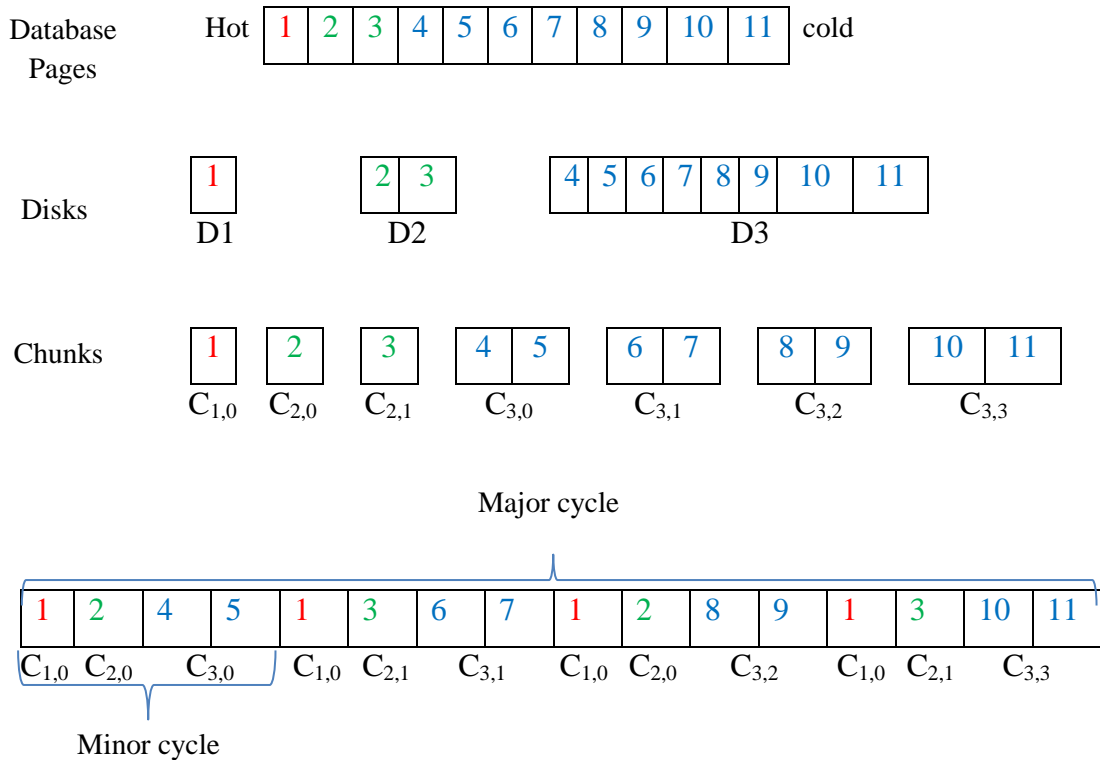 Database Pages
Hot 1 2 3 4 5 6 7 8 9 10 11 cold
Disks
1 2 3 4 5 6 7 8 9 10 11
D1 D2 D3
Chunks
1 2 3 4 5 6 7 8 9 10 11
C1,0 C2,0 C2,1 C3,0 C3,1 C3,2 C3,3
Major cycle
1 2 4 5 1 3 6 7 1 2 8 9 1 3 10 11
C1,0 C2,0 C3,0 C1,0 C2,1 C3,1 C1,0 C2,0 C3,2 C1,0 C2,1 C3,3
Minor cycle